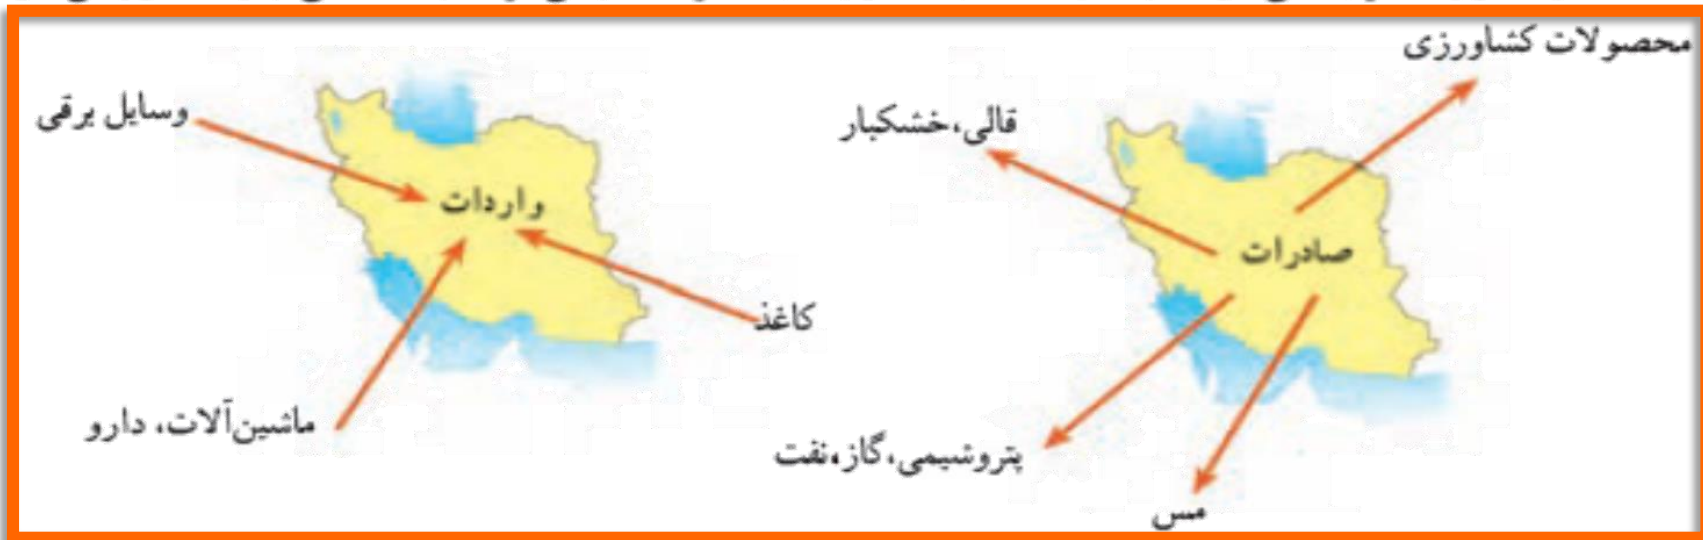 محصولات کشاورزی
قالی،خشکبار
صادرات
پتروشیمی،گاز،نفت
مس
وسایل برقی
واردات
کاغذ
ماشین‌آلات، دارو